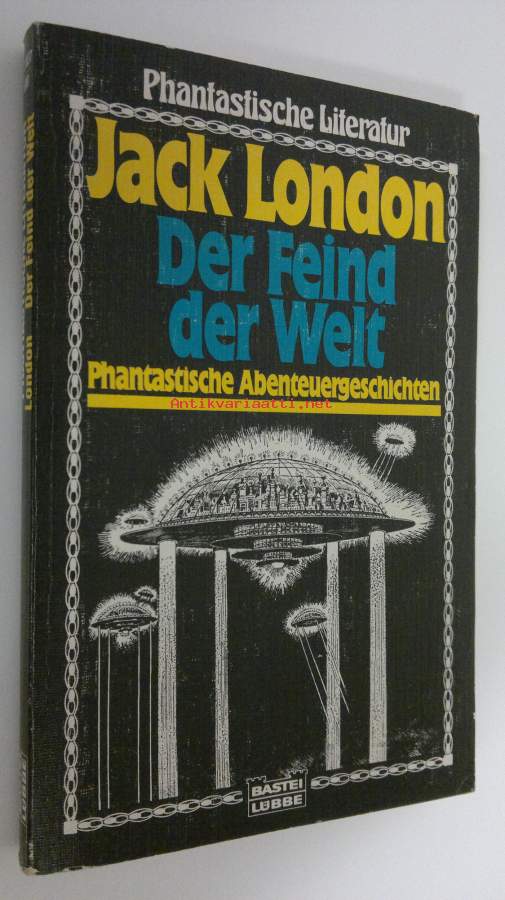 Phantastische Literatur
Jack London
Der Feind
der Welt
Phantastische Abenteuergeschichten
Antikvariaatti.net
BASTEI
LÜBBE
London Der Feind der Welt